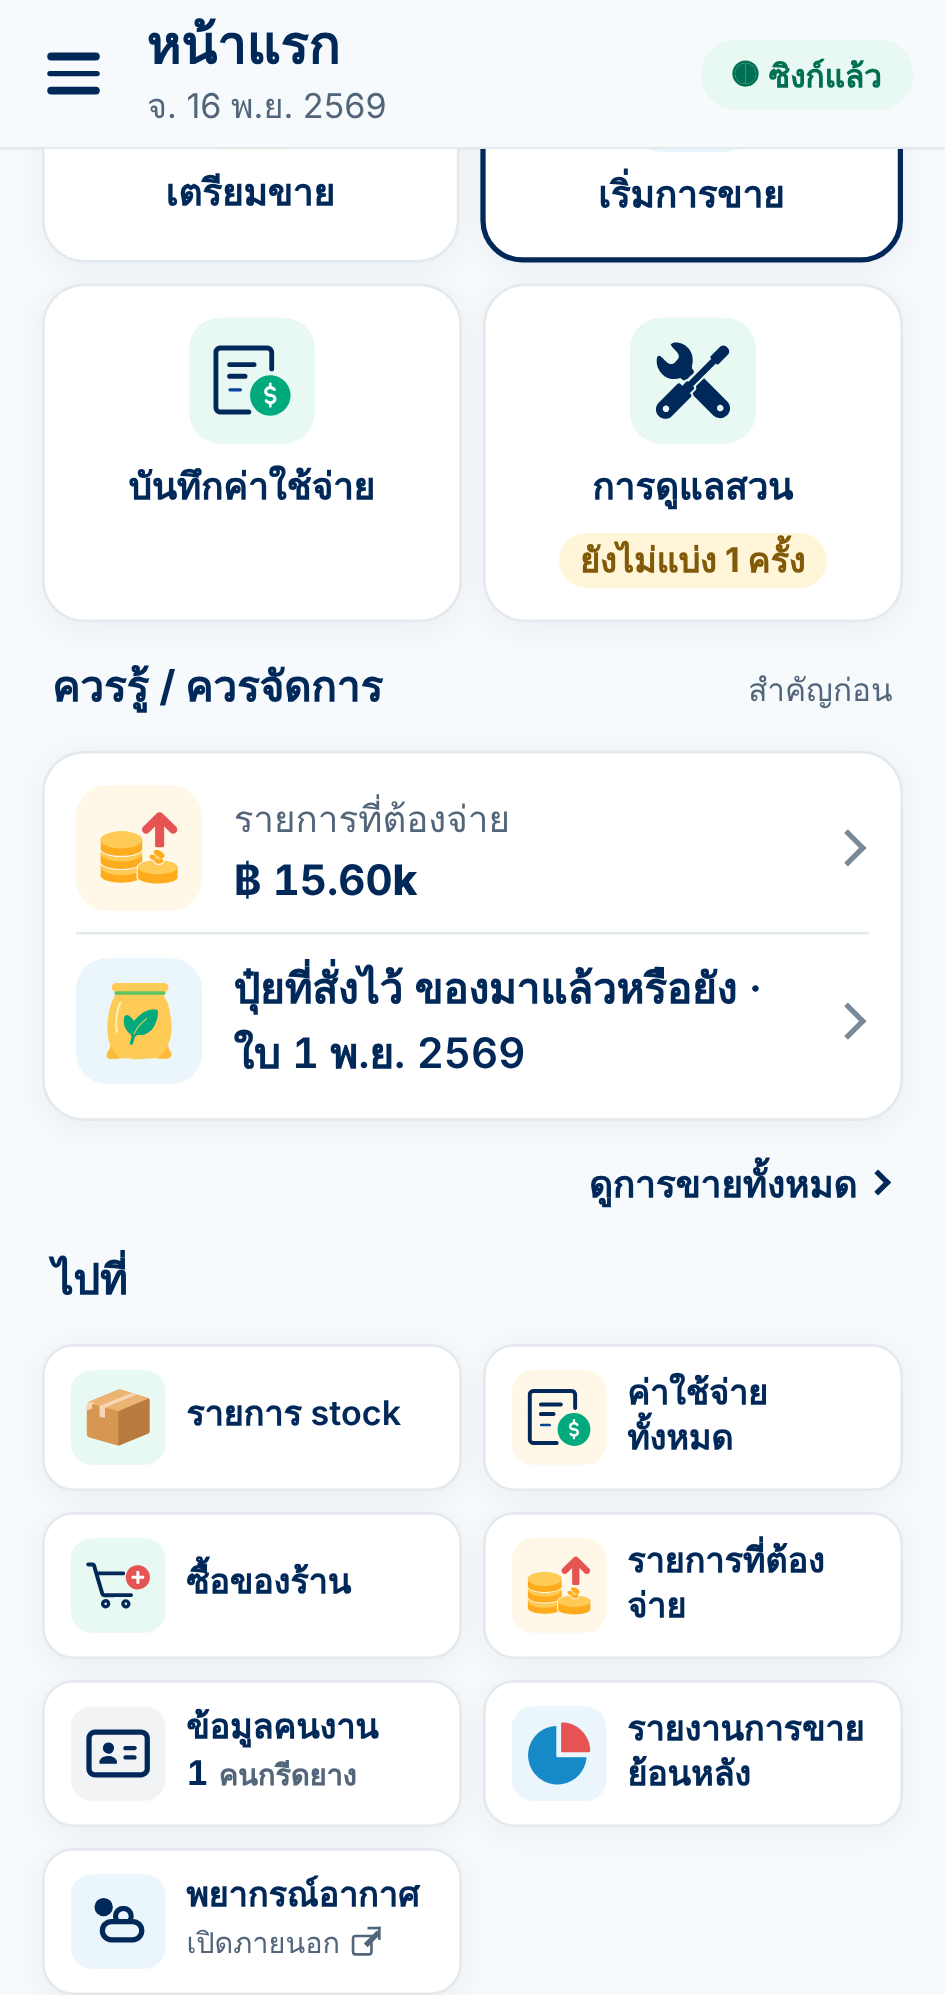 หน้าแรก
จ. 16 พ.ย. 2569
ซิงก์แล้ว
เตรียมขาย
เริ่มการขาย
บันทึกค่าใช้จ่าย
การดูแลสวน
ยังไม่แบ่ง 1 ครั้ง
ควรรู้ / ควรจัดการ
สำคัญก่อน
รายการที่ต้องจ่าย
฿ 15.60k
ปุ๋ยที่สั่งไว้ ของมาแล้วหรือยัง ·
ใบ 1 พ.ย. 2569
ดูการขายทั้งหมด
ไปที่
รายการ stock
ค่าใช้จ่าย
ทั้งหมด
ซื้อของร้าน
รายการที่ต้อง
จ่าย
ข้อมูลคนงาน
1 คนกรีดยาง
รายงานการขาย
ย้อนหลัง
พยากรณ์อากาศ
เปิดภายนอก